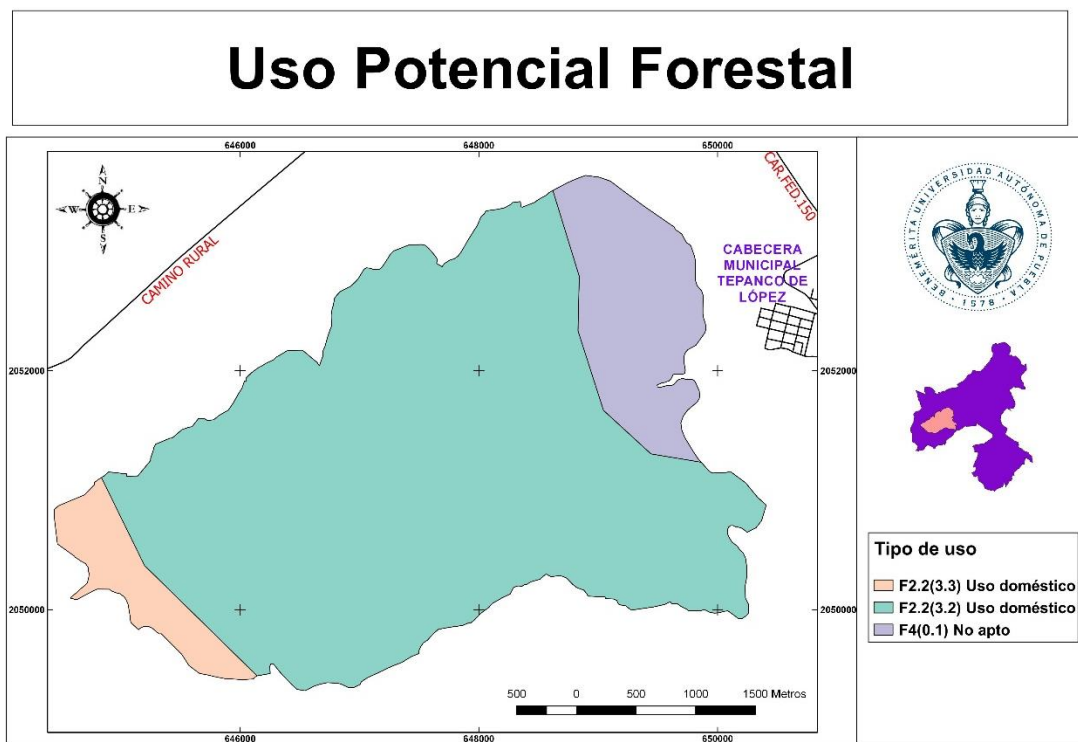 Uso Potencial Forestal
646000
648000
650000
N
W
E
S
CAMINO RURAL
CAR.FED.150
CABECERA
MUNICIPAL
TEPANCO DE
LÓPEZ
2052000
2052000
2050000
2050000
500 0 500 1000 1500 Metros
646000
648000
650000
BENEMÉRITA UNIVERSIDAD AUTÓNOMA DE PUEBLA
1578
Tipo de uso
F2.2(3.3) Uso doméstico
F2.2(3.2) Uso doméstico
F4(0.1) No apto